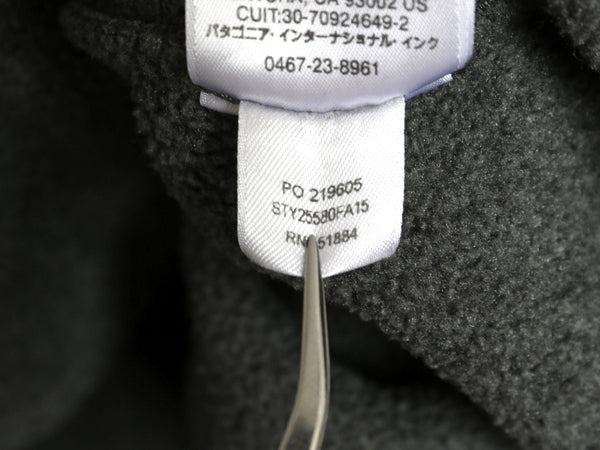 CA 93002 US
CUIT:30-70924649-2
パタゴニア・インターナショナル・インク
0467-23-8961
PO 219605
STY25580FA15
RN# 51884